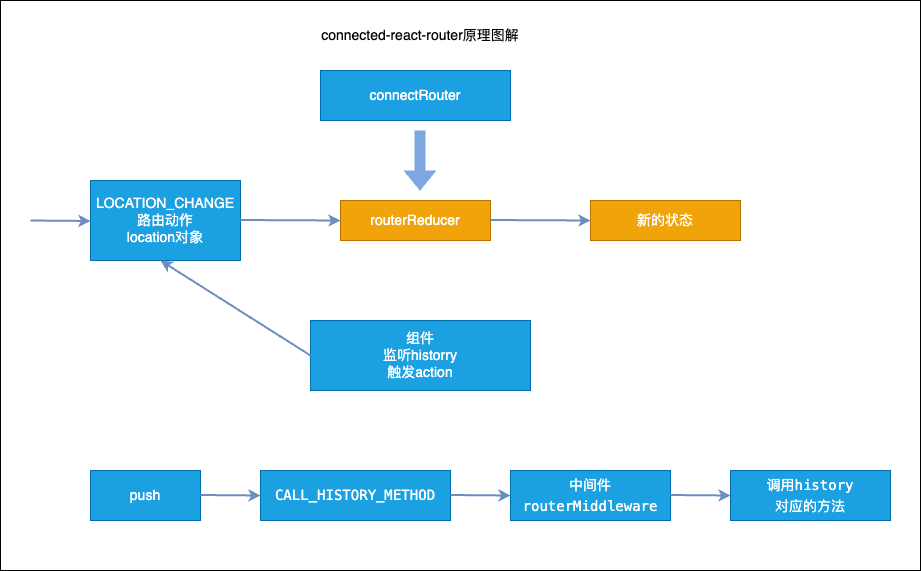 connected-react-router原理图解
connectRouter
LOCATION_CHANGE
路由动作
location对象
routerReducer
新的状态
组件
监听historry
触发action
push
CALL_HISTORY_METHOD
中间件
routerMiddleware
调用history
对应的方法